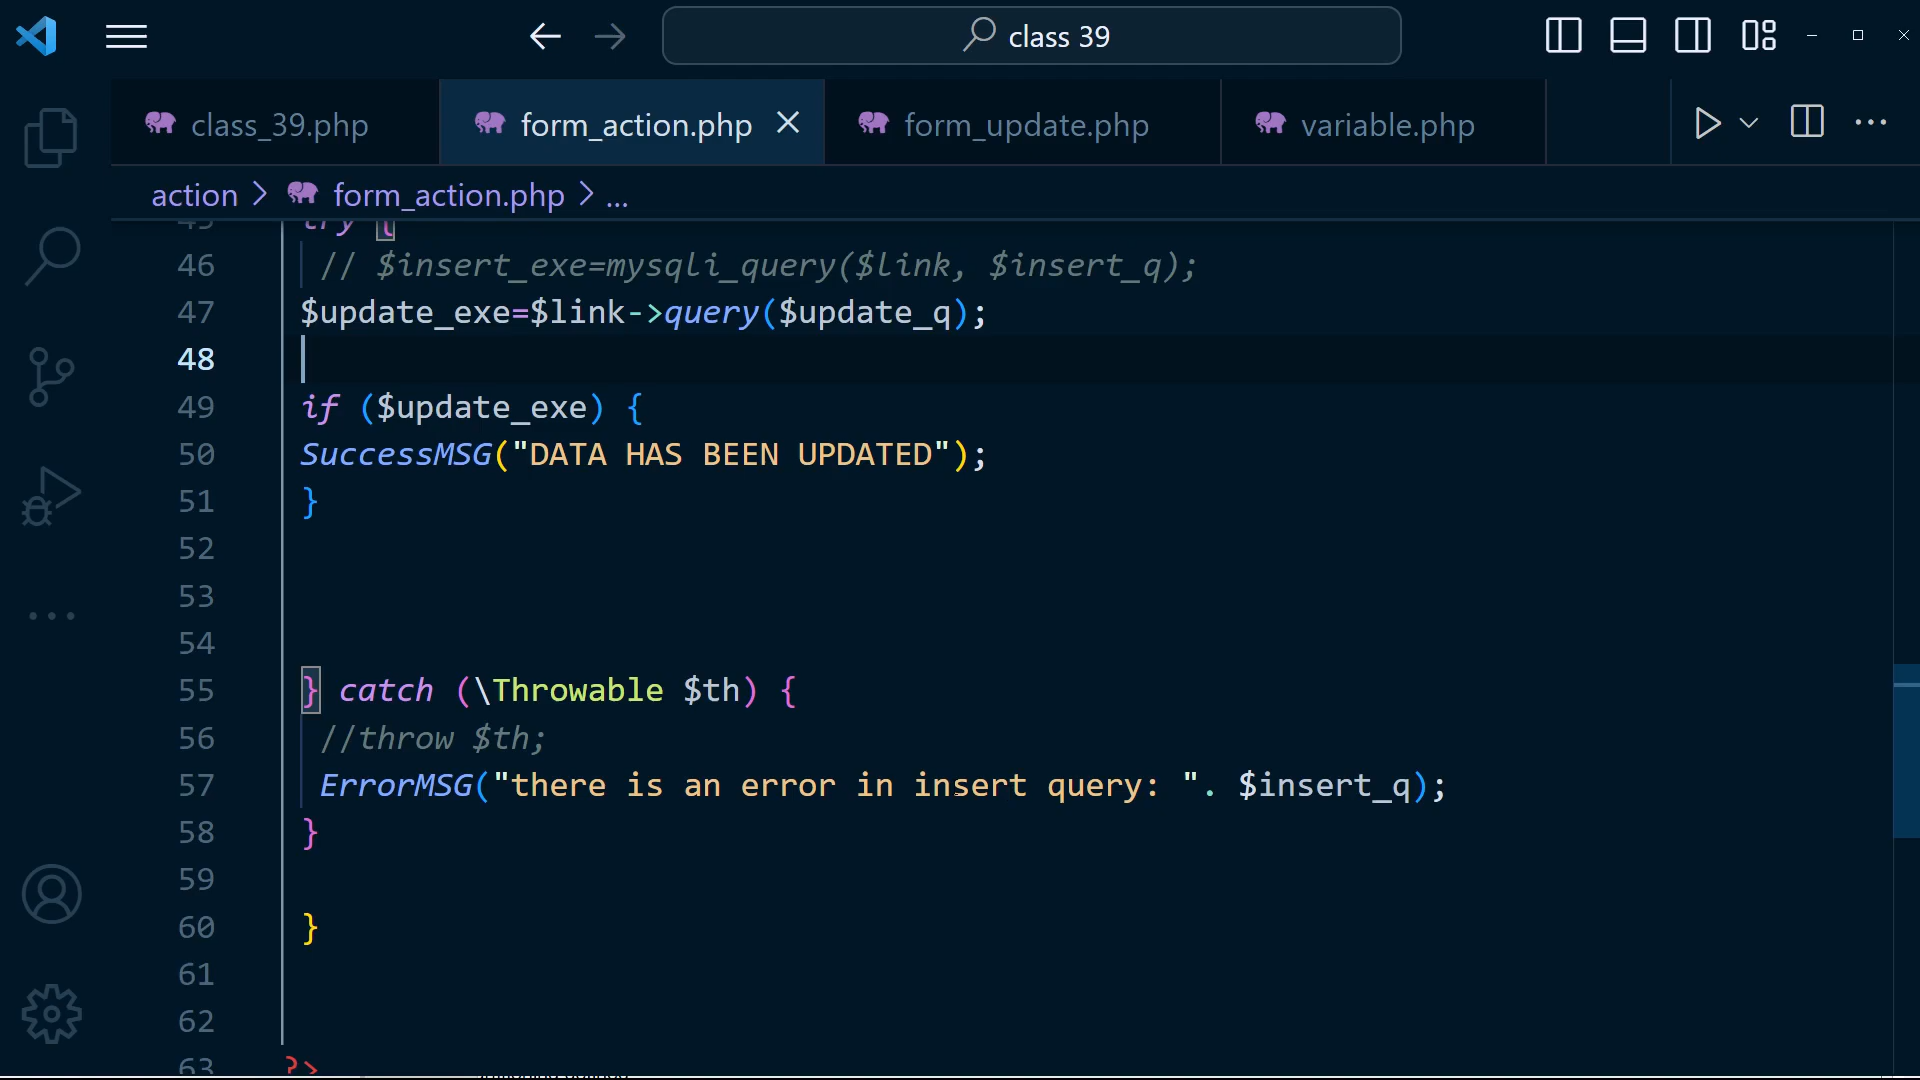 class 39
class_39.php
form_action.php
form_update.php
variable.php
action > form_action.php > ...
45 try {
46 // $insert_exe=mysqli_query($link, $insert_q);
47 $update_exe=$link->query($update_q);
48
49 if ($update_exe) {
50 SuccessMSG("DATA HAS BEEN UPDATED");
51 }
52
53
54
55 } catch (\Throwable $th) {
56 //throw $th;
57 ErrorMSG("there is an error in insert query: ". $insert_q);
58 }
59
60 }
61
62
63 ?>